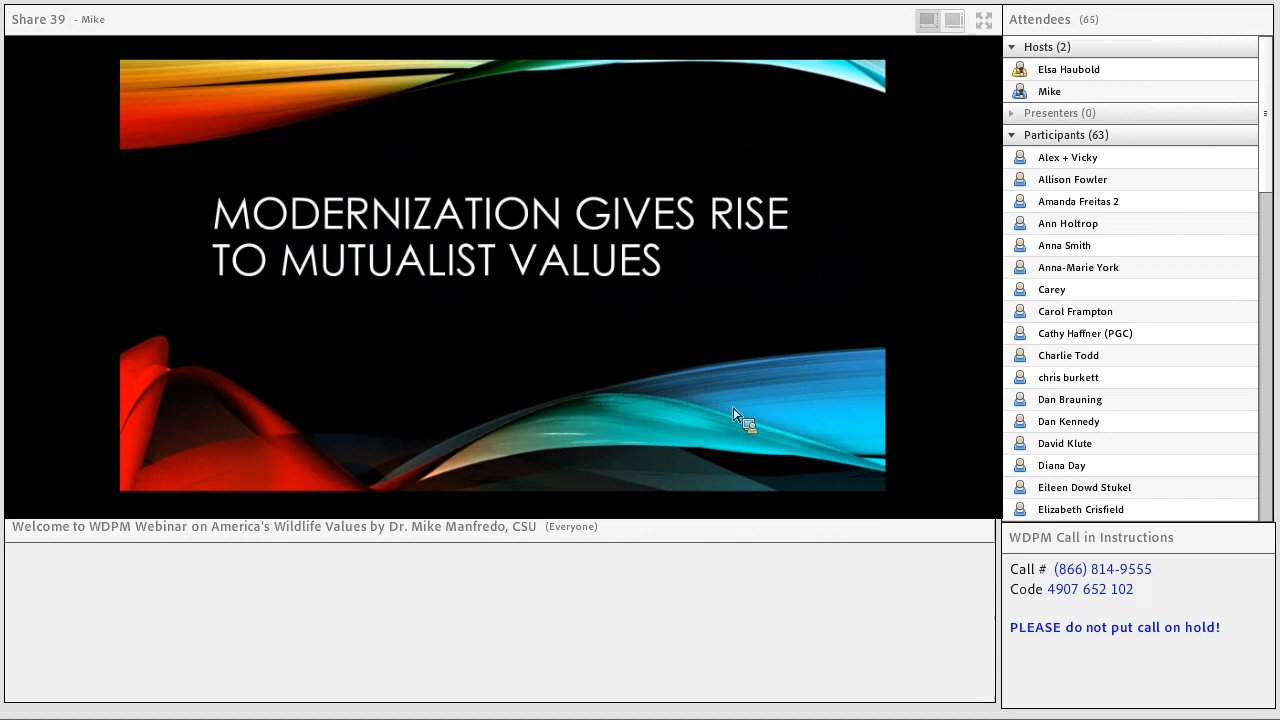 Share 39 - Mike
MODERNIZATION GIVES RISE
TO MUTUALIST VALUES
Welcome to WDPM Webinar on America's Wildlife Values by Dr. Mike Manfredo, CSU (Everyone)
Attendees (65)
Hosts (2)
Elsa Haubold
Mike
Presenters (0)
Participants (63)
Alex + Vicky
Allison Fowler
Amanda Freitas 2
Ann Holtrop
Anna Smith
Anna-Marie York
Carey
Carol Frampton
Cathy Haffner (PGC)
Charlie Todd
chris burkett
Dan Brauning
Dan Kennedy
David Klute
Diana Day
Eileen Dowd Stukel
Elizabeth Crisfield
WDPM Call in Instructions
Call # (866) 814-9555
Code 4907 652 102
PLEASE do not put call on hold!